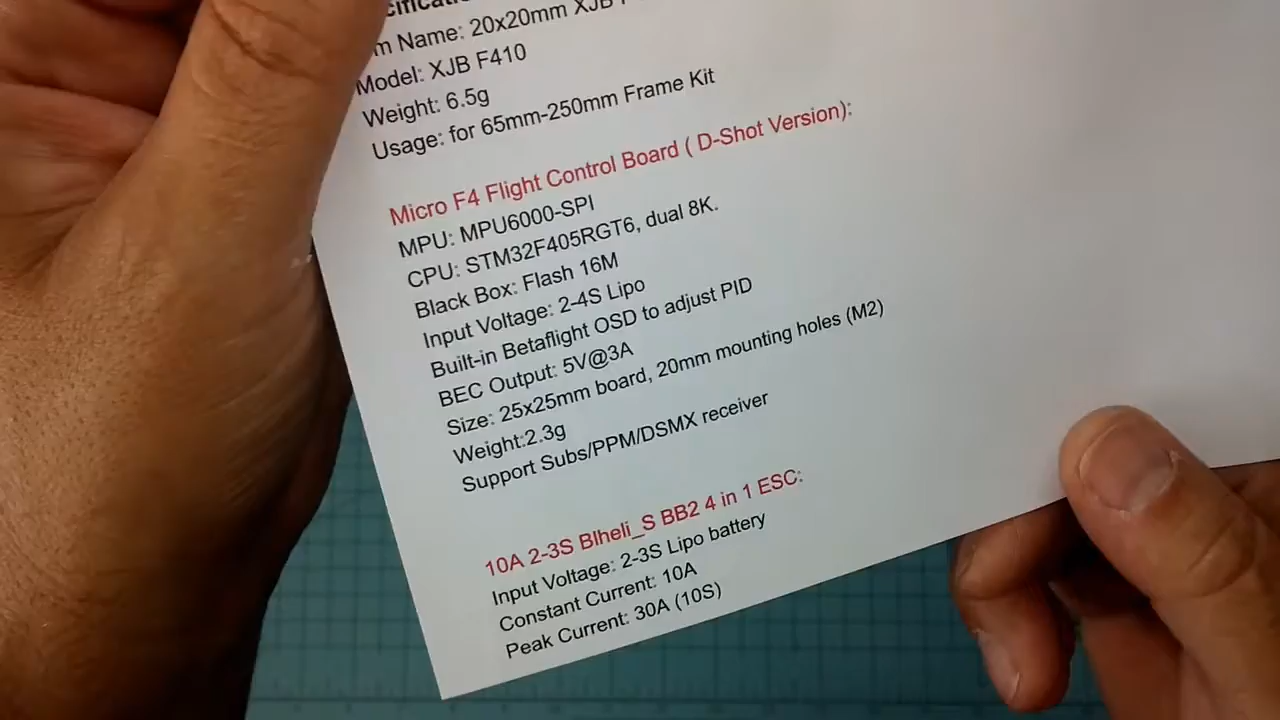 m Name: 20x20mm XJB
Model: XJB F410
Weight: 6.5g
Usage: for 65mm-250mm Frame Kit
Micro F4 Flight Control Board ( D-Shot Version):
MPU: MPU6000-SPI
CPU: STM32F405RGT6, dual 8K.
Black Box: Flash 16M
Input Voltage: 2-4S Lipo
Built-in Betaflight OSD to adjust PID
BEC Output: 5V@3A
Size: 25x25mm board, 20mm mounting holes (M2)
Weight:2.3g
Support Subs/PPM/DSMX receiver
10A 2-3S Blheli_S BB2 4 in 1 ESC:
Input Voltage: 2-3S Lipo battery
Constant Current: 10A
Peak Current: 30A (10S)